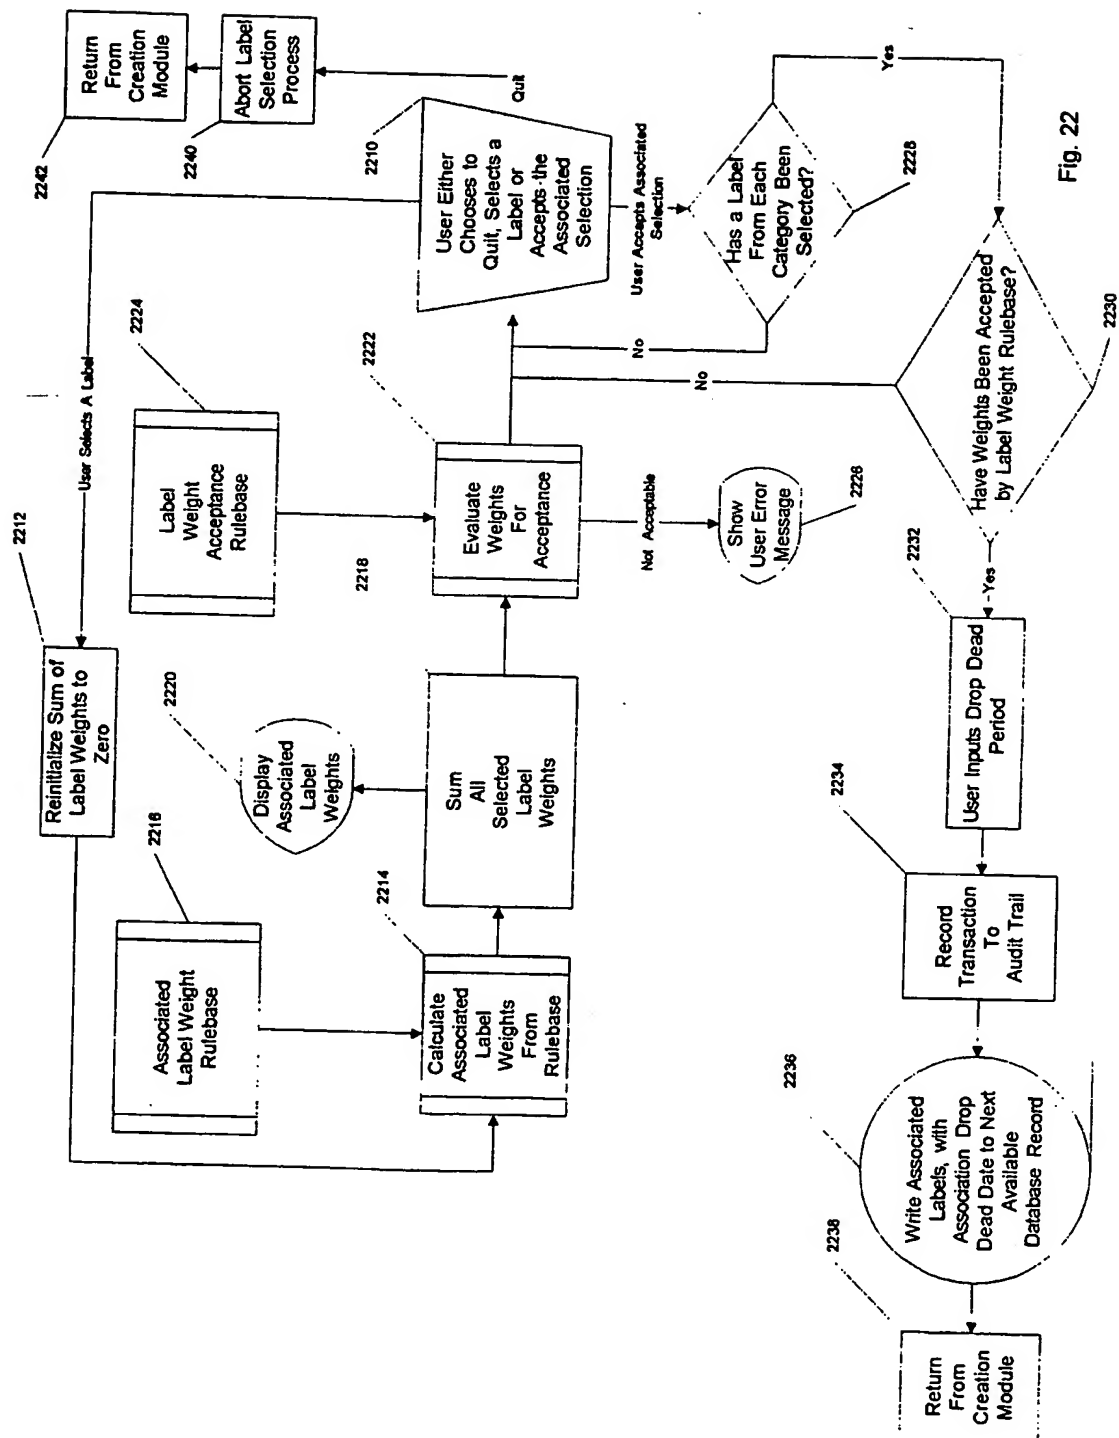 2242
Return
From
Creation
Module
2240
Abort Label
Selection
Process
Quit
2210
User Either
Chooses to
Quit, Selects a
Label or
Accepts the
Associated
Selection
User Selects A Label
2212
Reinitialize Sum of
Label Weights to
Zero
2216
Associated
Label Weight
Rulebase
2214
Calculate
Associated
Label
Weights
From
Rulebase
2220
Display
Associated
Label
Weights
Sum
All
Selected
Label
Weights
2218
2224
Label
Weight
Acceptance
Rulebase
2222
Evaluate
Weights
For
Acceptance
Not Acceptable
Show
User Error
Message
2226
User Accepts Associated
Selection
Has a Label
From Each
Category Been
Selected?
2228
No
Yes
No
Have Weights Been Accepted
by Label Weight Rulebase?
2230
Yes
2232
User Inputs Drop Dead
Period
2234
Record
Transaction
To
Audit Trail
2236
Write Associated
Labels, with
Association Drop
Dead Date to Next
Available
Database Record
2238
Return
From
Creation
Module
Fig. 22